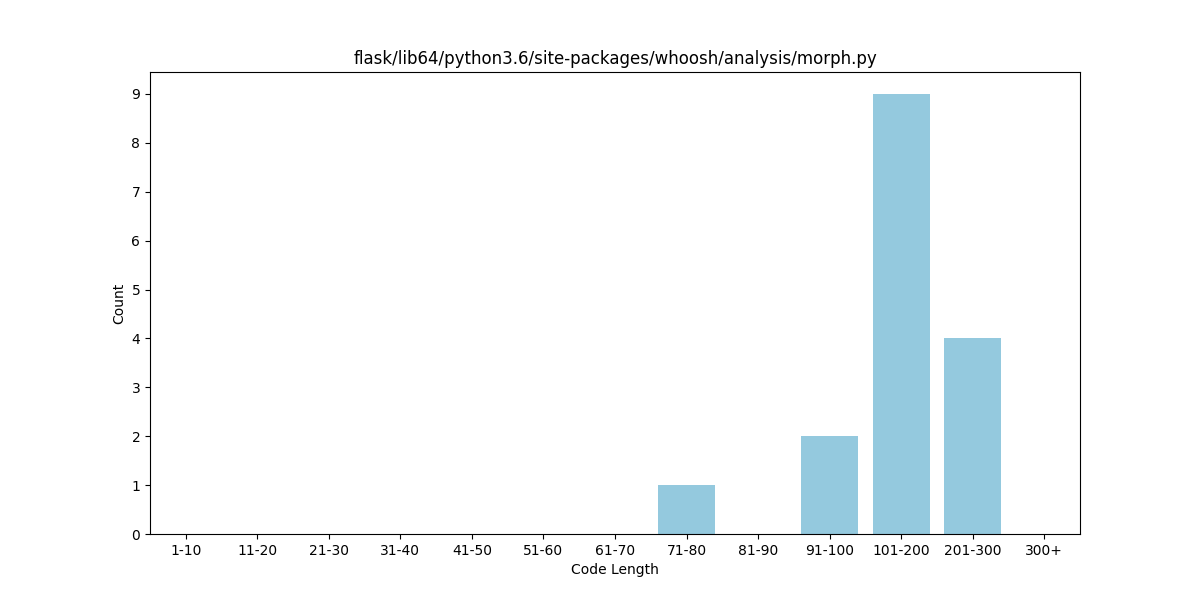 flask/lib64/python3.6/site-packages/whoosh/analysis/morph.py
9
8
7
6
5
4
3
2
1
0
Count
1-10 11-20 21-30 31-40 41-50 51-60 61-70 71-80 81-90 91-100 101-200 201-300 300+
Code Length